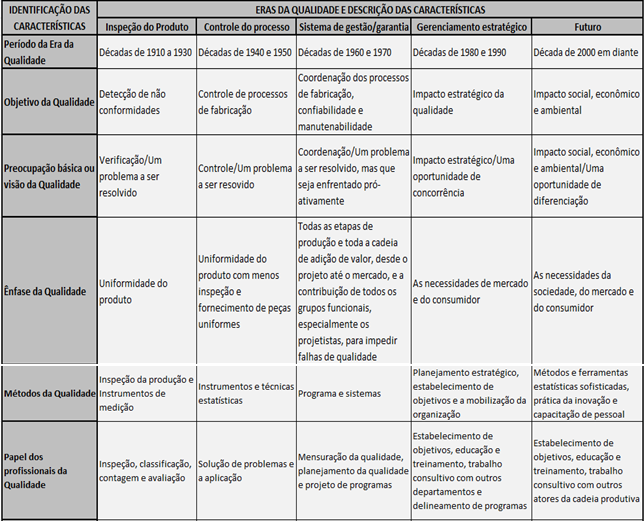 IDENTIFICAÇÃO DAS
CARACTERÍSTICAS
ERAS DA QUALIDADE E DESCRIÇÃO DAS CARACTERÍSTICAS
Inspeção do Produto
Controle do processo
Sistema de gestão/garantia
Gerenciamento estratégico
Futuro
Período da Era da
Qualidade
Décadas de 1910 a 1930
Décadas de 1940 e 1950
Décadas de 1960 e 1970
Décadas de 1980 e 1990
Década de 2000 em diante
Objetivo da Qualidade
Detecção de não
conformidades
Controle de processos
de fabricação
Coordenação dos processos
de fabricação,
confiabilidade e
manutenabilidade
Impacto estratégico da
qualidade
Impacto social, econômico
e ambiental
Preocupação básica ou
visão da Qualidade
Verificação/Um
problema a ser
resolvido
Controle/Um problema
a ser resovido
Coordenação/Um problema
a ser resolvido, mas que
seja enfrentado pró-
ativamente
Impacto estratégico/Uma
oportunidade de
concorrência
Impacto social, econômico
e ambiental/Uma
oportunidade de
diferenciação
Ênfase da Qualidade
Uniformidade do
produto
Uniformidade do
produto com menos
inspeção e
fornecimento de peças
uniformes
Todas as etapas de
produção e toda a cadeia
de adição de valor, desde o
projeto até o mercado, e a
contribuição de todos os
grupos funcionais,
especialmente os
projetistas, para impedir
falhas de qualidade
As necessidades de mercado
e do consumidor
As necessidades da
sociedade, do mercado e
do consumidor
Métodos da Qualidade
Inspeção da produção e
Instrumentos de
medição
Instrumentos e técnicas
estatísticas
Programa e sistemas
Planejamento estratégico,
estabelecimento de
objetivos e a mobilização da
organização
Métodos e ferramentas
estatísticas sofisticadas,
prática da inovação e
capacitação de pessoal
Papel dos
profissionais da
Qualidade
Inspeção, classificação,
contagem e avaliação
Solução de problemas e
a aplicação
Mensuração da qualidade,
planejamento da qualidade
e projeto de programas
Estabelecimento de
objetivos, educação e
treinamento, trabalho
consultivo com outros
departamentos e
delineamento de programas
Estabelecimento de
objetivos, educação e
treinamento, trabalho
consultivo com outros
atores da cadeia produtiva